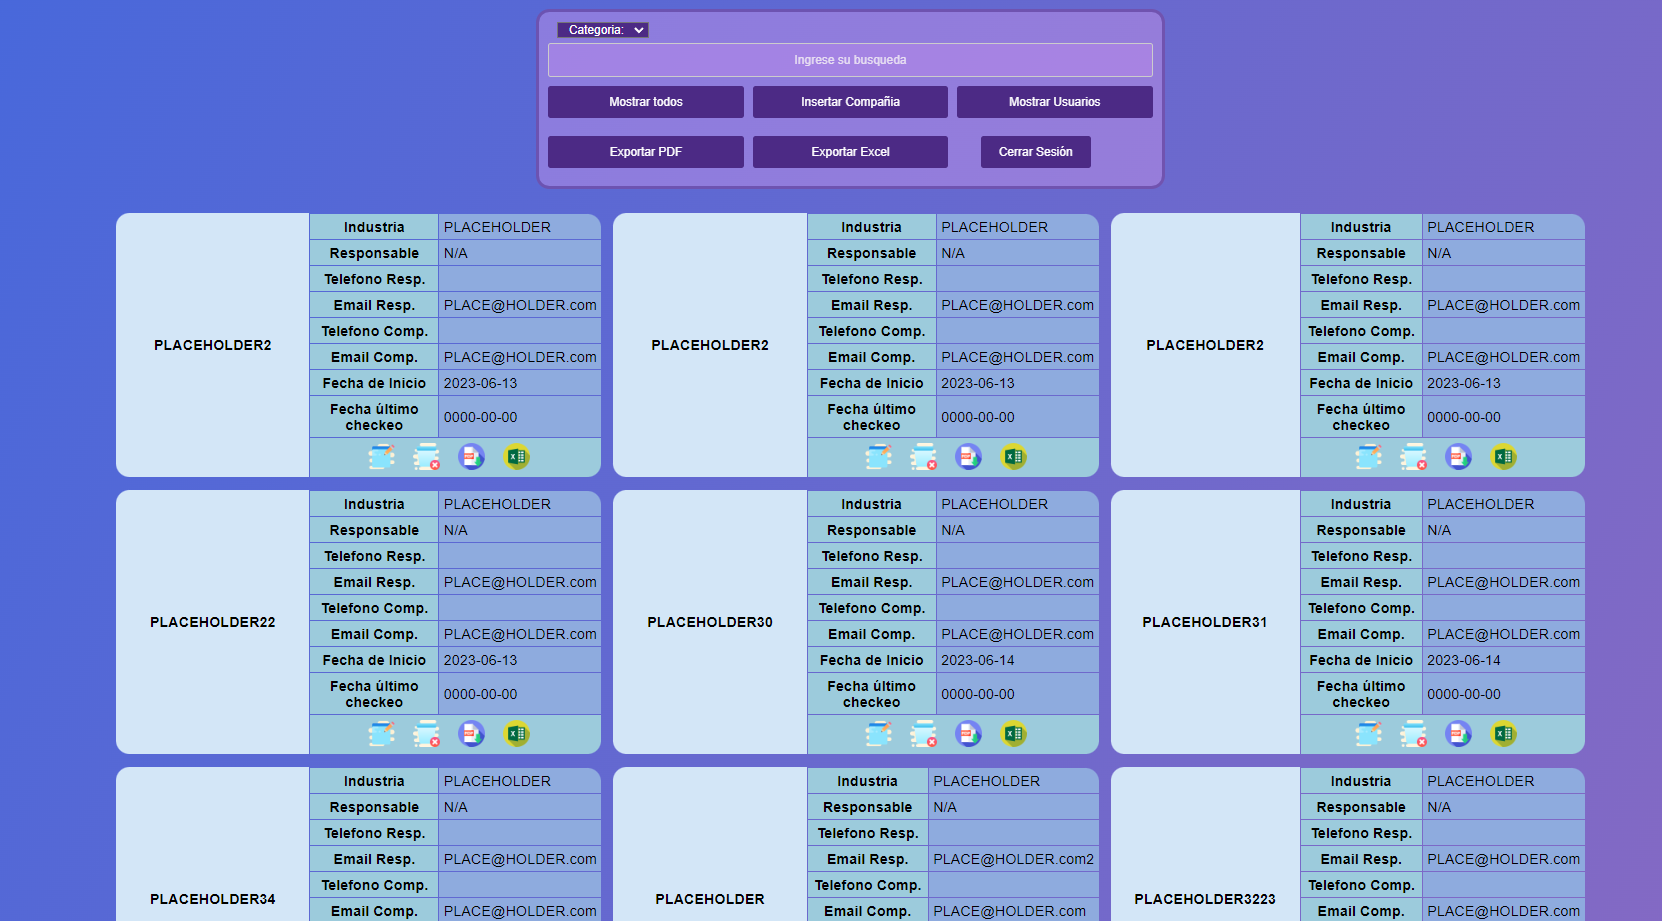 Categoria:
Ingrese su busqueda
Mostrar todos
Insertar Compañia
Mostrar Usuarios
Exportar PDF
Exportar Excel
Cerrar Sesión
PLACEHOLDER2
Industria PLACEHOLDER
Responsable N/A
Telefono Resp.
Email Resp. PLACE@HOLDER.com
Telefono Comp.
Email Comp. PLACE@HOLDER.com
Fecha de Inicio 2023-06-13
Fecha último
checkeo
0000-00-00
PLACEHOLDER2
Industria PLACEHOLDER
Responsable N/A
Telefono Resp.
Email Resp. PLACE@HOLDER.com
Telefono Comp.
Email Comp. PLACE@HOLDER.com
Fecha de Inicio 2023-06-13
Fecha último
checkeo
0000-00-00
PLACEHOLDER2
Industria PLACEHOLDER
Responsable N/A
Telefono Resp.
Email Resp. PLACE@HOLDER.com
Telefono Comp.
Email Comp. PLACE@HOLDER.com
Fecha de Inicio 2023-06-13
Fecha último
checkeo
0000-00-00
PLACEHOLDER22
Industria PLACEHOLDER
Responsable N/A
Telefono Resp.
Email Resp. PLACE@HOLDER.com
Telefono Comp.
Email Comp. PLACE@HOLDER.com
Fecha de Inicio 2023-06-13
Fecha último
checkeo
0000-00-00
PLACEHOLDER30
Industria PLACEHOLDER
Responsable N/A
Telefono Resp.
Email Resp. PLACE@HOLDER.com
Telefono Comp.
Email Comp. PLACE@HOLDER.com
Fecha de Inicio 2023-06-14
Fecha último
checkeo
0000-00-00
PLACEHOLDER31
Industria PLACEHOLDER
Responsable N/A
Telefono Resp.
Email Resp. PLACE@HOLDER.com
Telefono Comp.
Email Comp. PLACE@HOLDER.com
Fecha de Inicio 2023-06-14
Fecha último
checkeo
0000-00-00
PLACEHOLDER34
Industria PLACEHOLDER
Responsable N/A
Telefono Resp.
Email Resp. PLACE@HOLDER.com
Telefono Comp.
Email Comp. PLACE@HOLDER.com
PLACEHOLDER
Industria PLACEHOLDER
Responsable N/A
Telefono Resp.
Email Resp. PLACE@HOLDER.com2
Telefono Comp.
Email Comp. PLACE@HOLDER.com
PLACEHOLDER3223
Industria PLACEHOLDER
Responsable N/A
Telefono Resp.
Email Resp. PLACE@HOLDER.com
Telefono Comp.
Email Comp. PLACE@HOLDER.com